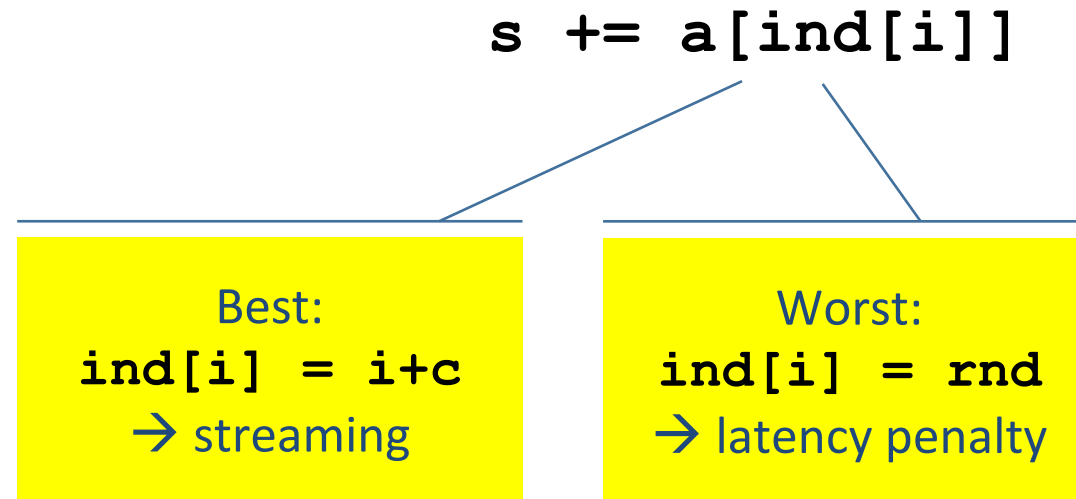 s += a[ind[i]]
Best:
ind[i] = i+c
→ streaming
Worst:
ind[i] = rnd
→ latency penalty